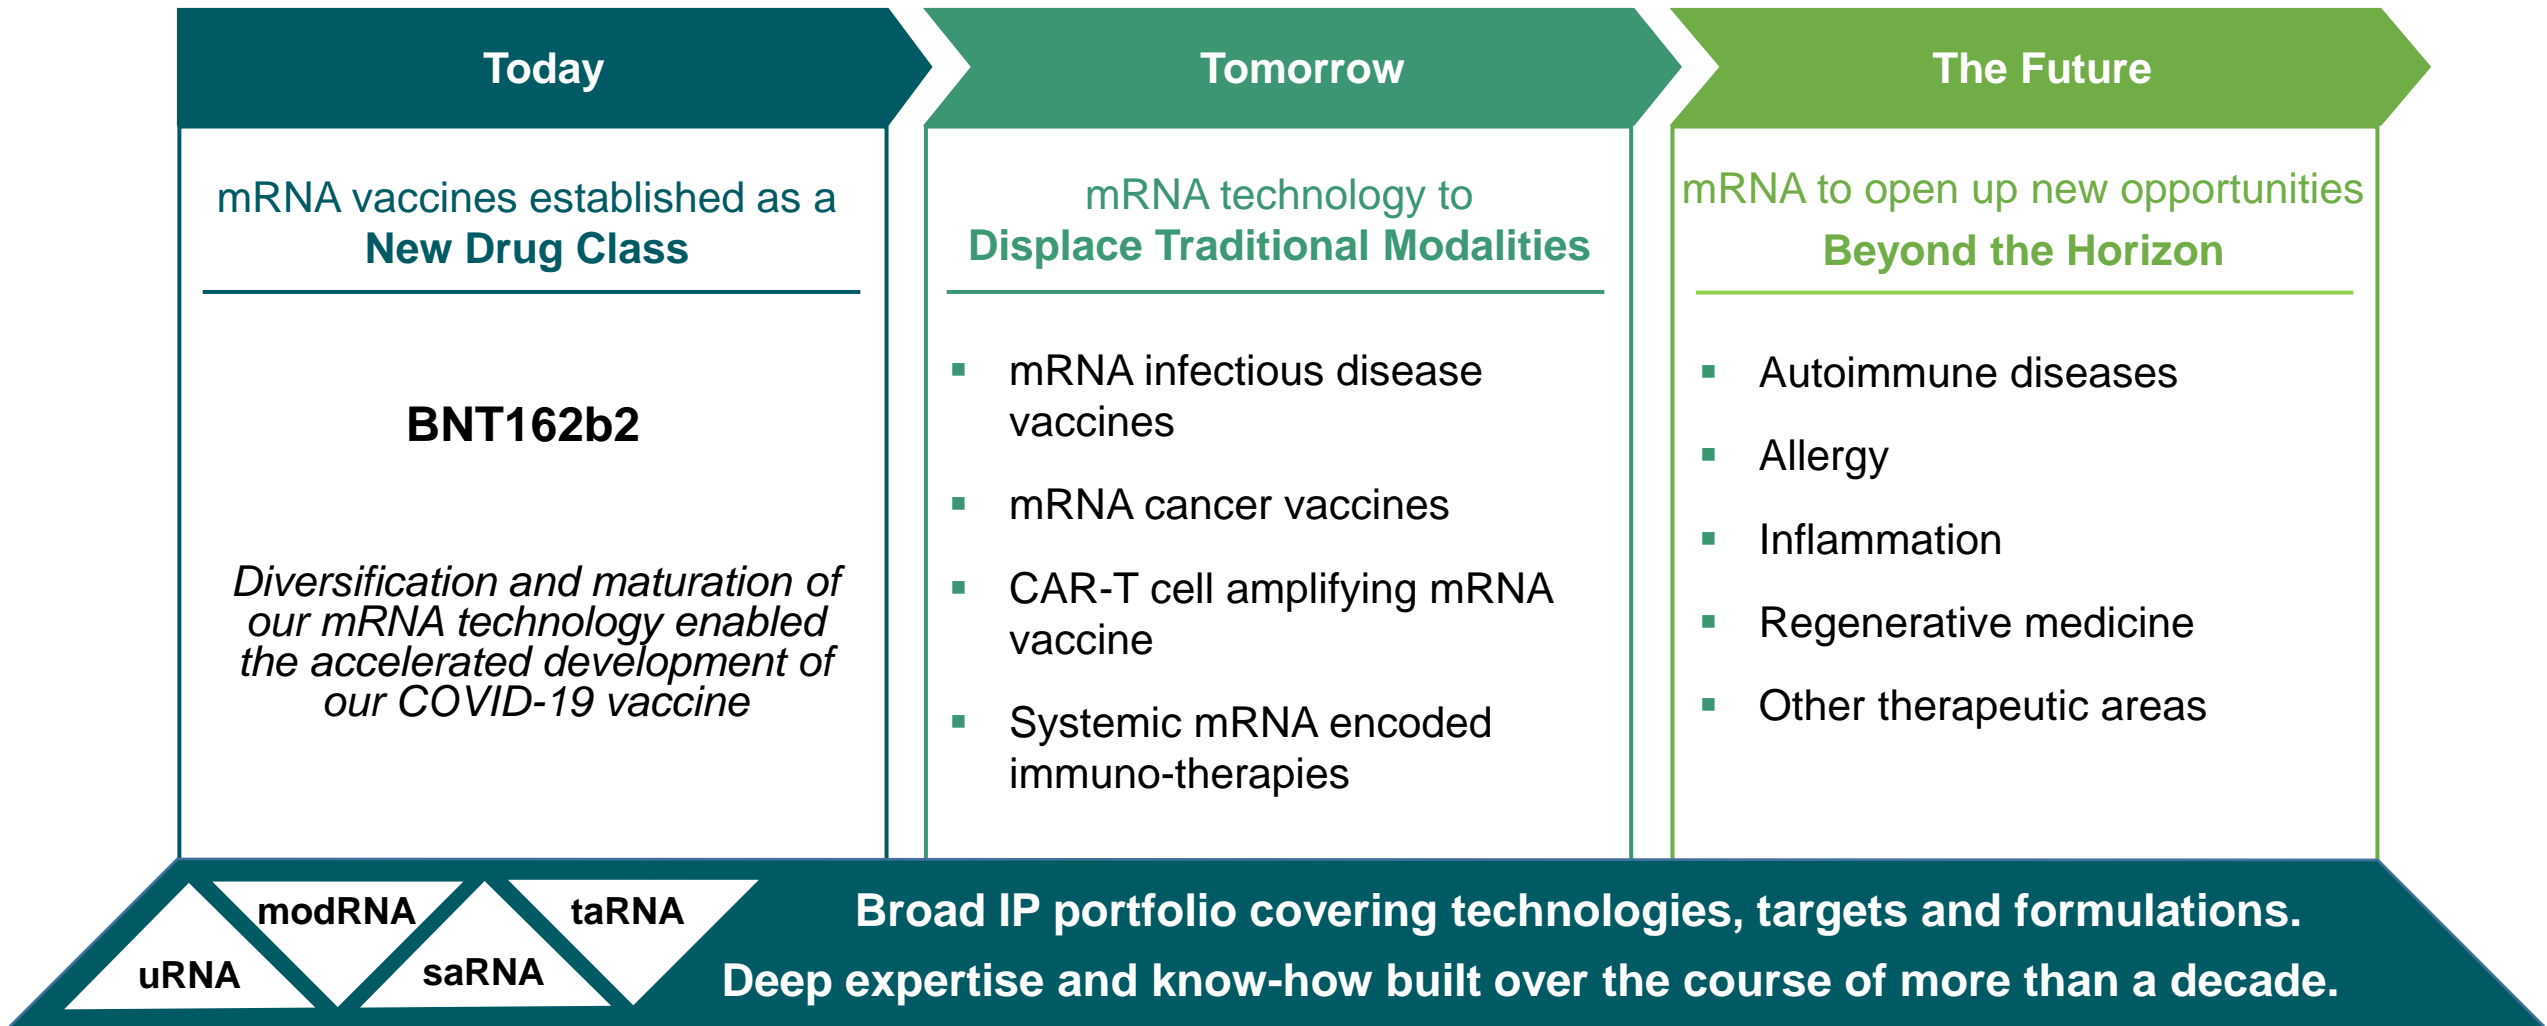 Today
mRNA vaccines established as a
New Drug Class
BNT162b2
Diversification and maturation of
our mRNA technology enabled
the accelerated development of
our COVID-19 vaccine
Tomorrow
mRNA technology to
Displace Traditional Modalities
▪ mRNA infectious disease
vaccines
▪ mRNA cancer vaccines
▪ CAR-T cell amplifying mRNA
vaccine
▪ Systemic mRNA encoded
immuno-therapies
The Future
mRNA to open up new opportunities
Beyond the Horizon
▪ Autoimmune diseases
▪ Allergy
▪ Inflammation
▪ Regenerative medicine
▪ Other therapeutic areas
uRNA
modRNA
saRNA
taRNA
Broad IP portfolio covering technologies, targets and formulations.
Deep expertise and know-how built over the course of more than a decade.